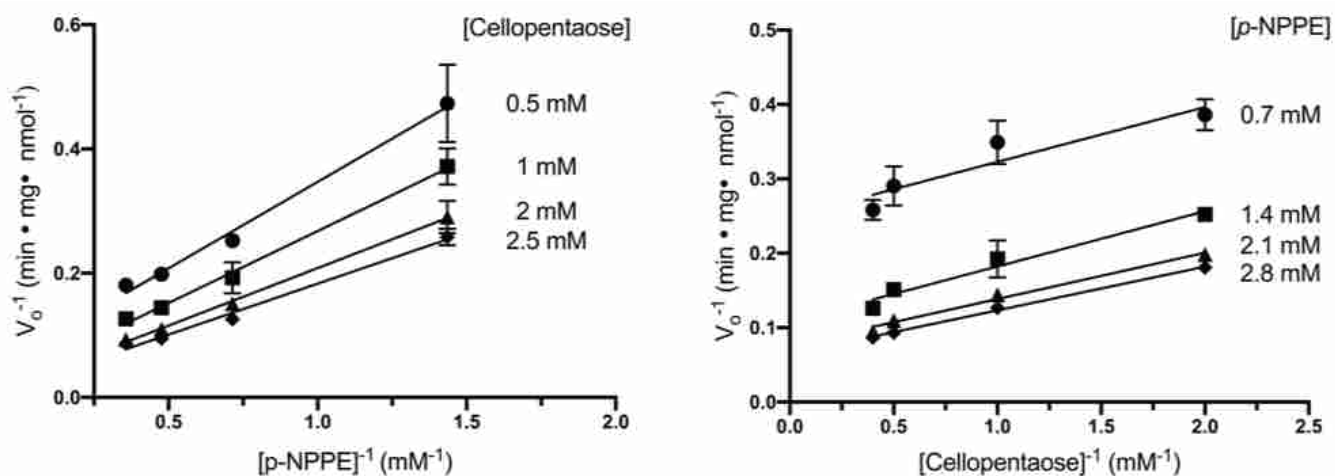 [Cellopentaose]
0.6
0.4
0.2
0.0
V₀⁻¹ (min • mg • nmol⁻¹)
0.5 mM
1 mM
2 mM
2.5 mM
0.5 1.0 1.5 2.0
[p-NPPE]⁻¹ (mM⁻¹)
[p-NPPE]
0.5
0.4
0.3
0.2
0.1
0.0
V₀⁻¹ (min • mg • nmol⁻¹)
0.7 mM
1.4 mM
2.1 mM
2.8 mM
0.0 0.5 1.0 1.5 2.0 2.5
[Cellopentaose]⁻¹ (mM⁻¹)